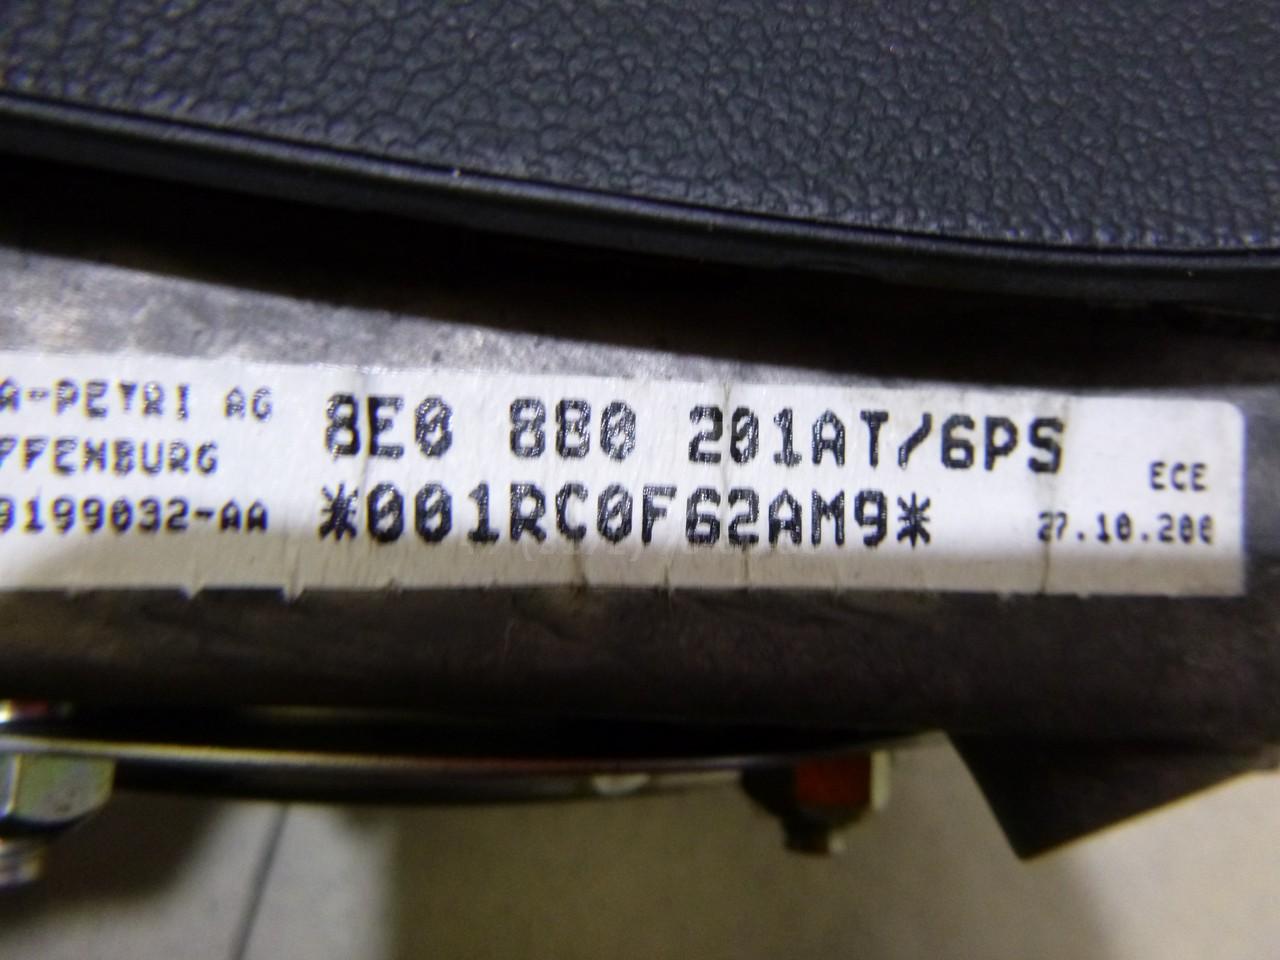 A-PETRI AG
8E0 880 201AT/6PS
FFENBURG
ECE
9199032-AA
*001RC0F62AM9*
27.10.200